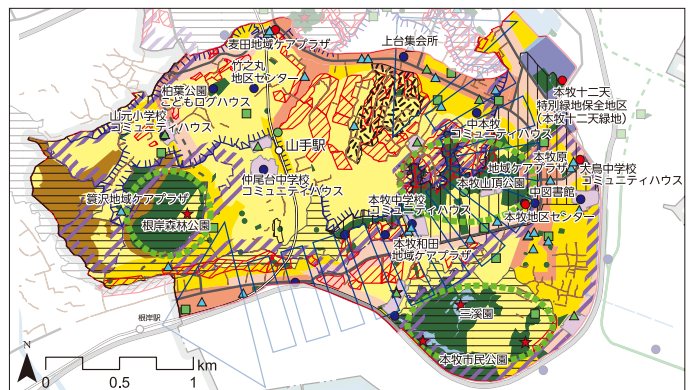 麦田地域ケアプラザ
上台集会所
竹之丸
地区センター
柏葉公園
こどもログハウス
本牧十二天
特別緑地保全地区
（本牧十二天緑地）
山元小学校
コミュニティハウス
中本牧
コミュニティハウス
山手駅
本牧原
地域ケアプラザ
大鳥中学校
コミュニティハウス
仲尾台中学校
コミュニティハウス
本牧山頂公園
中図書館
簑沢地域ケアプラザ
本牧中学校
コミュニティハウス
本牧地区センター
根岸森林公園
本牧和田
地域ケアプラザ
三溪園
根岸駅
本牧市民公園
N
0
0.5
1
km